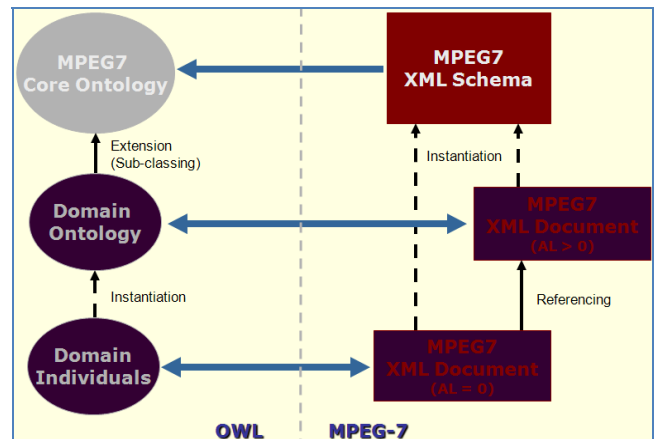 MPEG7
Core Ontology
MPEG7
XML Schema
Extension
(Sub-classing)
Instantiation
Domain
Ontology
MPEG7
XML Document
(AL > 0)
Instantiation
Referencing
Domain
Individuals
MPEG7
XML Document
(AL = 0)
OWL
MPEG-7